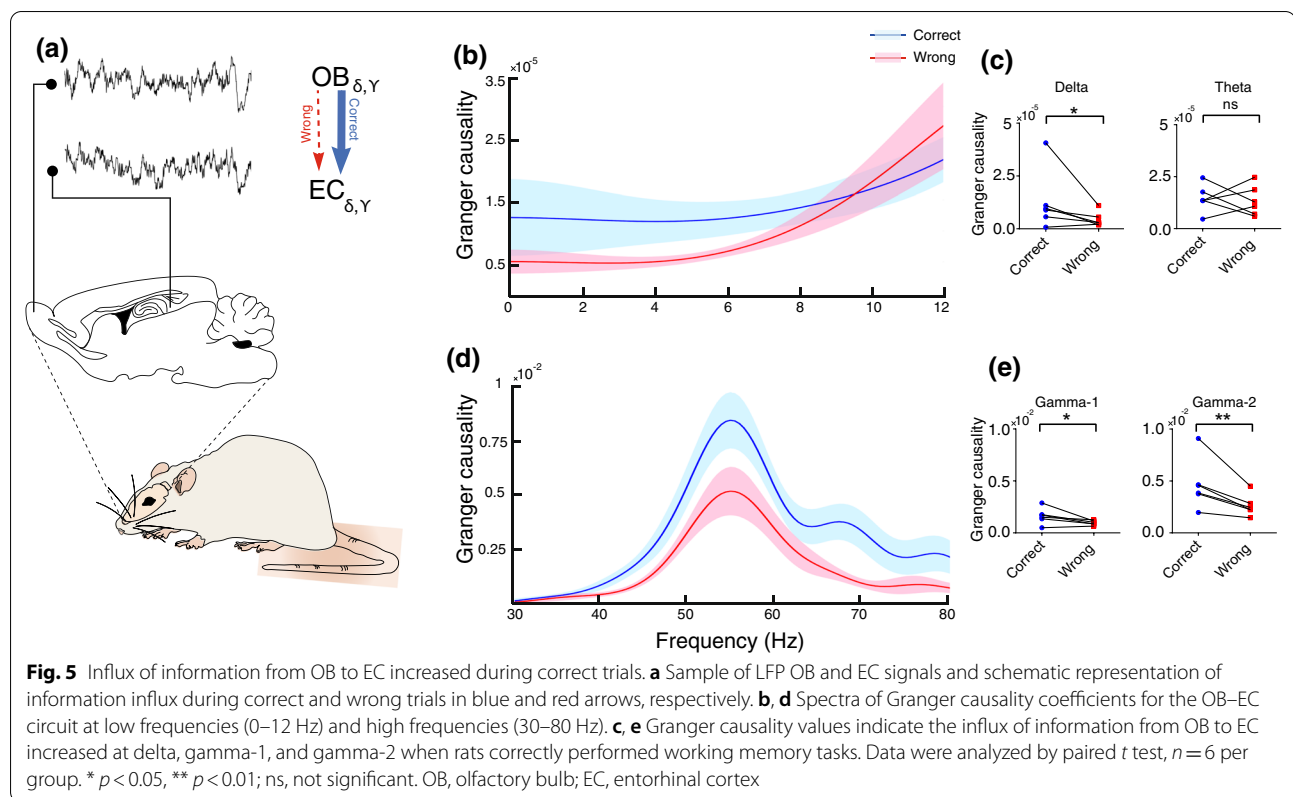 (a)
OB δ,γ
Wrong
Correct
EC δ,γ
(b)
Correct
Wrong
×10⁻⁵
Granger causality
3.5
2.5
1.5
0.5
0 2 4 6 8 10 12
(c)
Delta
*
×10⁻⁵
Granger causality
5
2.5
0.0
Correct
Wrong
Theta
ns
×10⁻⁵
5
2.5
0.0
Correct
Wrong
(d)
×10⁻²
Granger causality
1
0.75
0.5
0.25
30 40 50 60 70 80
Frequency (Hz)
(e)
Gamma-1
*
×10⁻²
Granger causality
1.0
0.5
0.0
Correct
Wrong
Gamma-2
**
×10⁻²
1.0
0.5
0.0
Correct
Wrong
Fig. 5 Influx of information from OB to EC increased during correct trials. a Sample of LFP OB and EC signals and schematic representation of
information influx during correct and wrong trials in blue and red arrows, respectively. b, d Spectra of Granger causality coefficients for the OB–EC
circuit at low frequencies (0–12 Hz) and high frequencies (30–80 Hz). c, e Granger causality values indicate the influx of information from OB to EC
increased at delta, gamma-1, and gamma-2 when rats correctly performed working memory tasks. Data were analyzed by paired t test, n = 6 per
group. * p < 0.05, ** p < 0.01; ns, not significant. OB, olfactory bulb; EC, entorhinal cortex